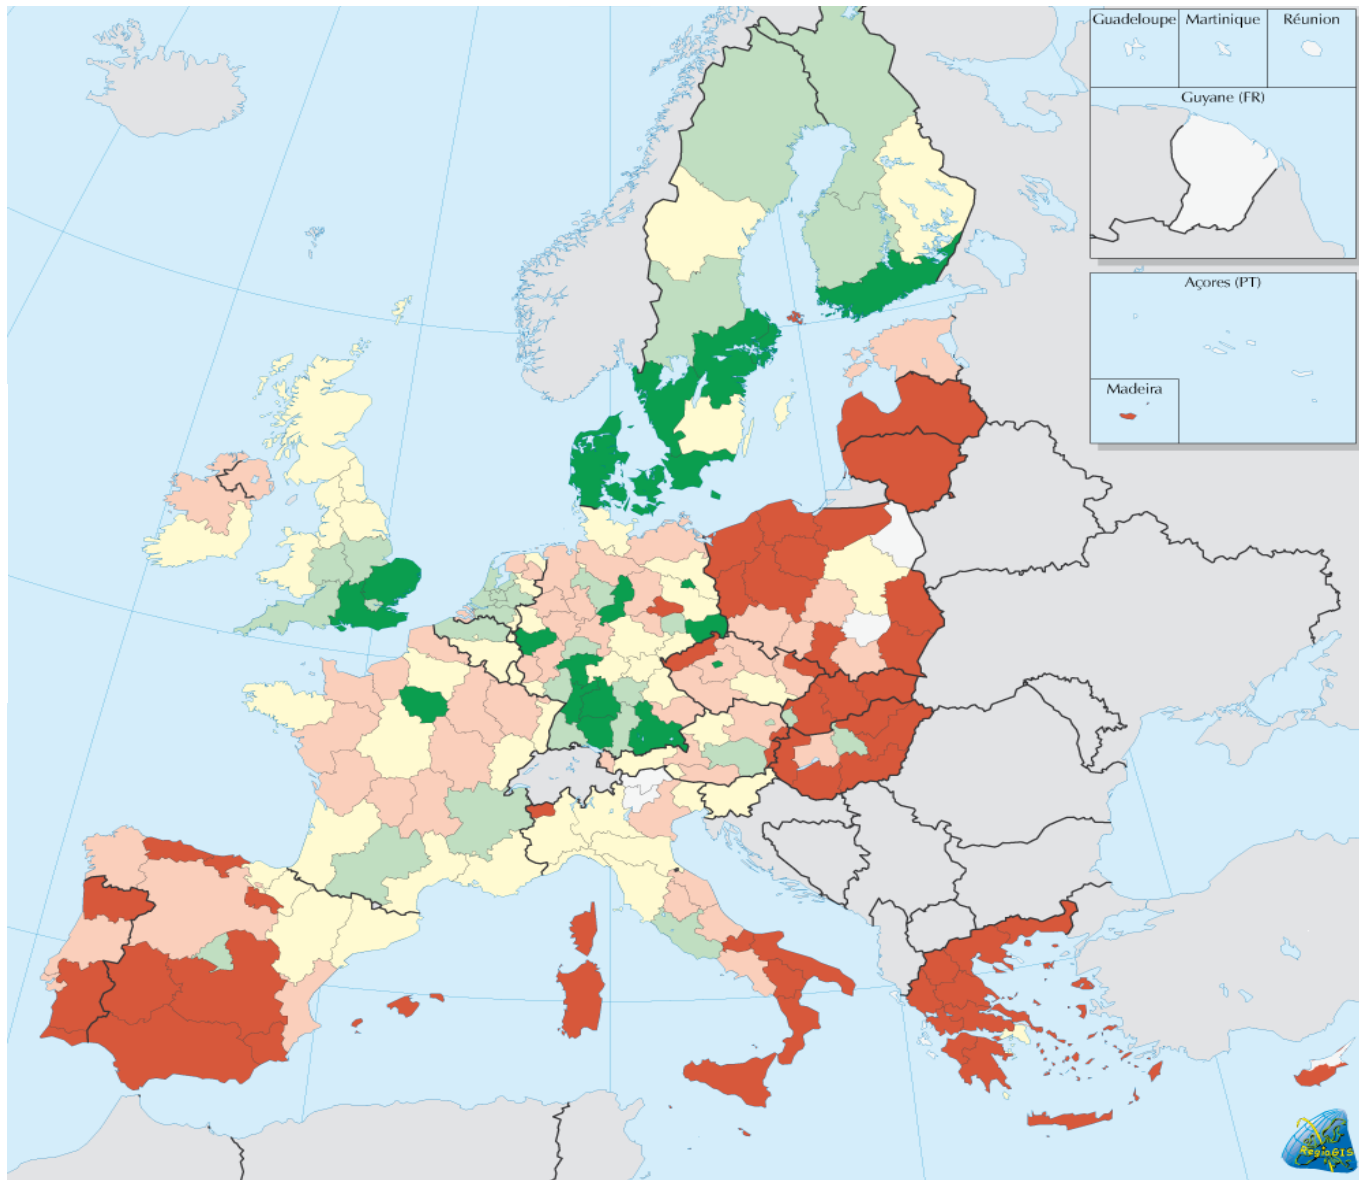 Guadeloupe
Martinique
Réunion
Guyane (FR)
Açores (PT)
Madeira
RegioGIS